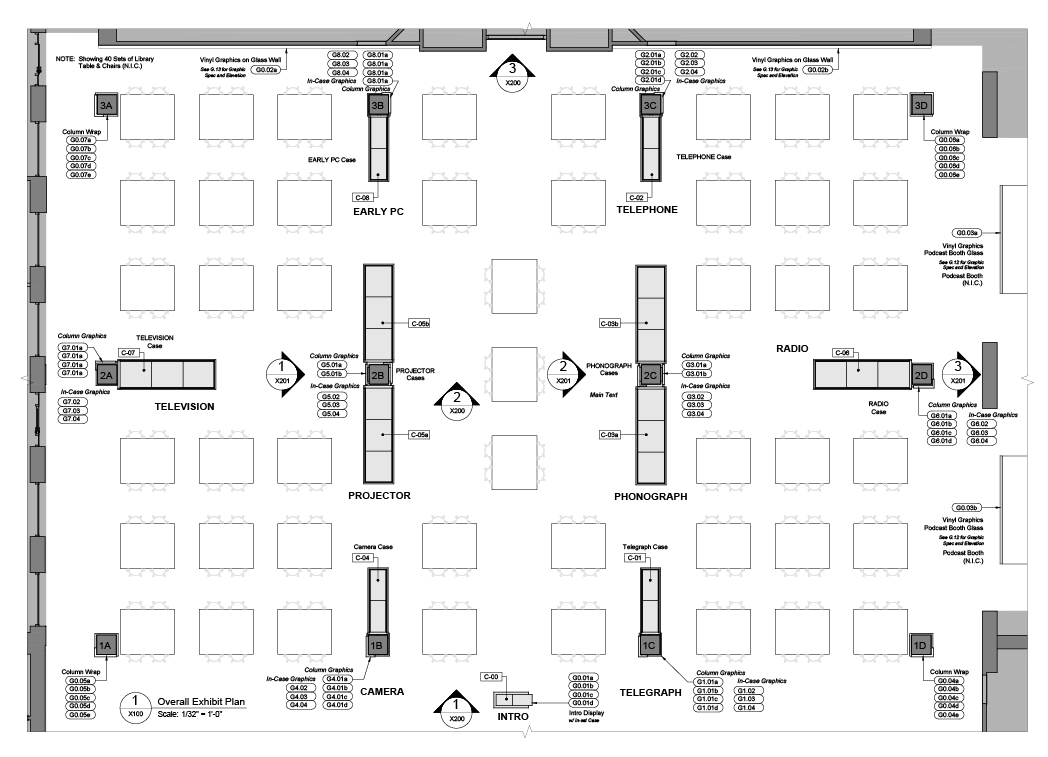 NOTE: Showing 40 Sets of Library
Table & Chairs (N.I.C.)
Vinyl Graphics on Glass Wall
See G.13 for Graphic
Spec and Elevation
G0.02a
G8.02
G8.03
G8.04
In-Case Graphics
G8.01a
G8.01a
G8.01a
G8.01a
Column Graphics
3
X200
G2.01a
G2.01b
G2.01c
G2.01d
Column Graphics
G2.02
G2.03
G2.04
In-Case Graphics
Vinyl Graphics on Glass Wall
See G.13 for Graphic
Spec and Elevation
G0.02b
3A
3B
3C
3D
Column Wrap
G0.07a
G0.07b
G0.07c
G0.07d
G0.07e
EARLY PC Case
C-08
EARLY PC
TELEPHONE Case
C-02
TELEPHONE
Column Wrap
G0.06a
G0.06b
G0.06c
G0.06d
G0.06e
G0.03a
Vinyl Graphics
Podcast Booth Glass
See G.12 for Graphic
Spec and Elevation
Podcast Booth
(N.I.C.)
Column Graphics
G7.01a
G7.01a
G7.01a
G7.01a
TELEVISION
Case
C-07
2A
In-Case Graphics
G7.02
G7.03
G7.04
TELEVISION
1
X201
C-05b
Column Graphics
G5.01a
G5.01b
2B
PROJECTOR
Cases
In-Case Graphics
G5.02
G5.03
G5.04
C-05a
PROJECTOR
2
X200
2
X201
C-03b
PHONOGRAPH
Cases
Main Text
2C
Column Graphics
G3.01a
G3.01b
In-Case Graphics
G3.02
G3.03
G3.04
C-03a
PHONOGRAPH
RADIO
C-06
2D
3
X201
RADIO
Case
Column Graphics
G6.01a
G6.01b
G6.01c
G6.01d
In-Case Graphics
G6.02
G6.03
G6.04
G0.03b
Vinyl Graphics
Podcast Booth Glass
See G.12 for Graphic
Spec and Elevation
Podcast Booth
(N.I.C.)
Camera Case
C-04
Telegraph Case
C-01
1A
1B
1C
1D
Column Wrap
G0.05a
G0.05b
G0.05c
G0.05d
G0.05e
1
X100
Overall Exhibit Plan
Scale: 1/32" = 1'-0"
In-Case Graphics
G4.02
G4.03
G4.04
Column Graphics
G4.01a
G4.01b
G4.01c
G4.01d
CAMERA
1
X200
C-00
INTRO
G0.01a
G0.01b
G0.01c
G0.01d
Intro Display
w/ In-set Case
TELEGRAPH
Column Graphics
G1.01a
G1.01b
G1.01c
G1.01d
In-Case Graphics
G1.02
G1.03
G1.04
Column Wrap
G0.04a
G0.04b
G0.04c
G0.04d
G0.04e